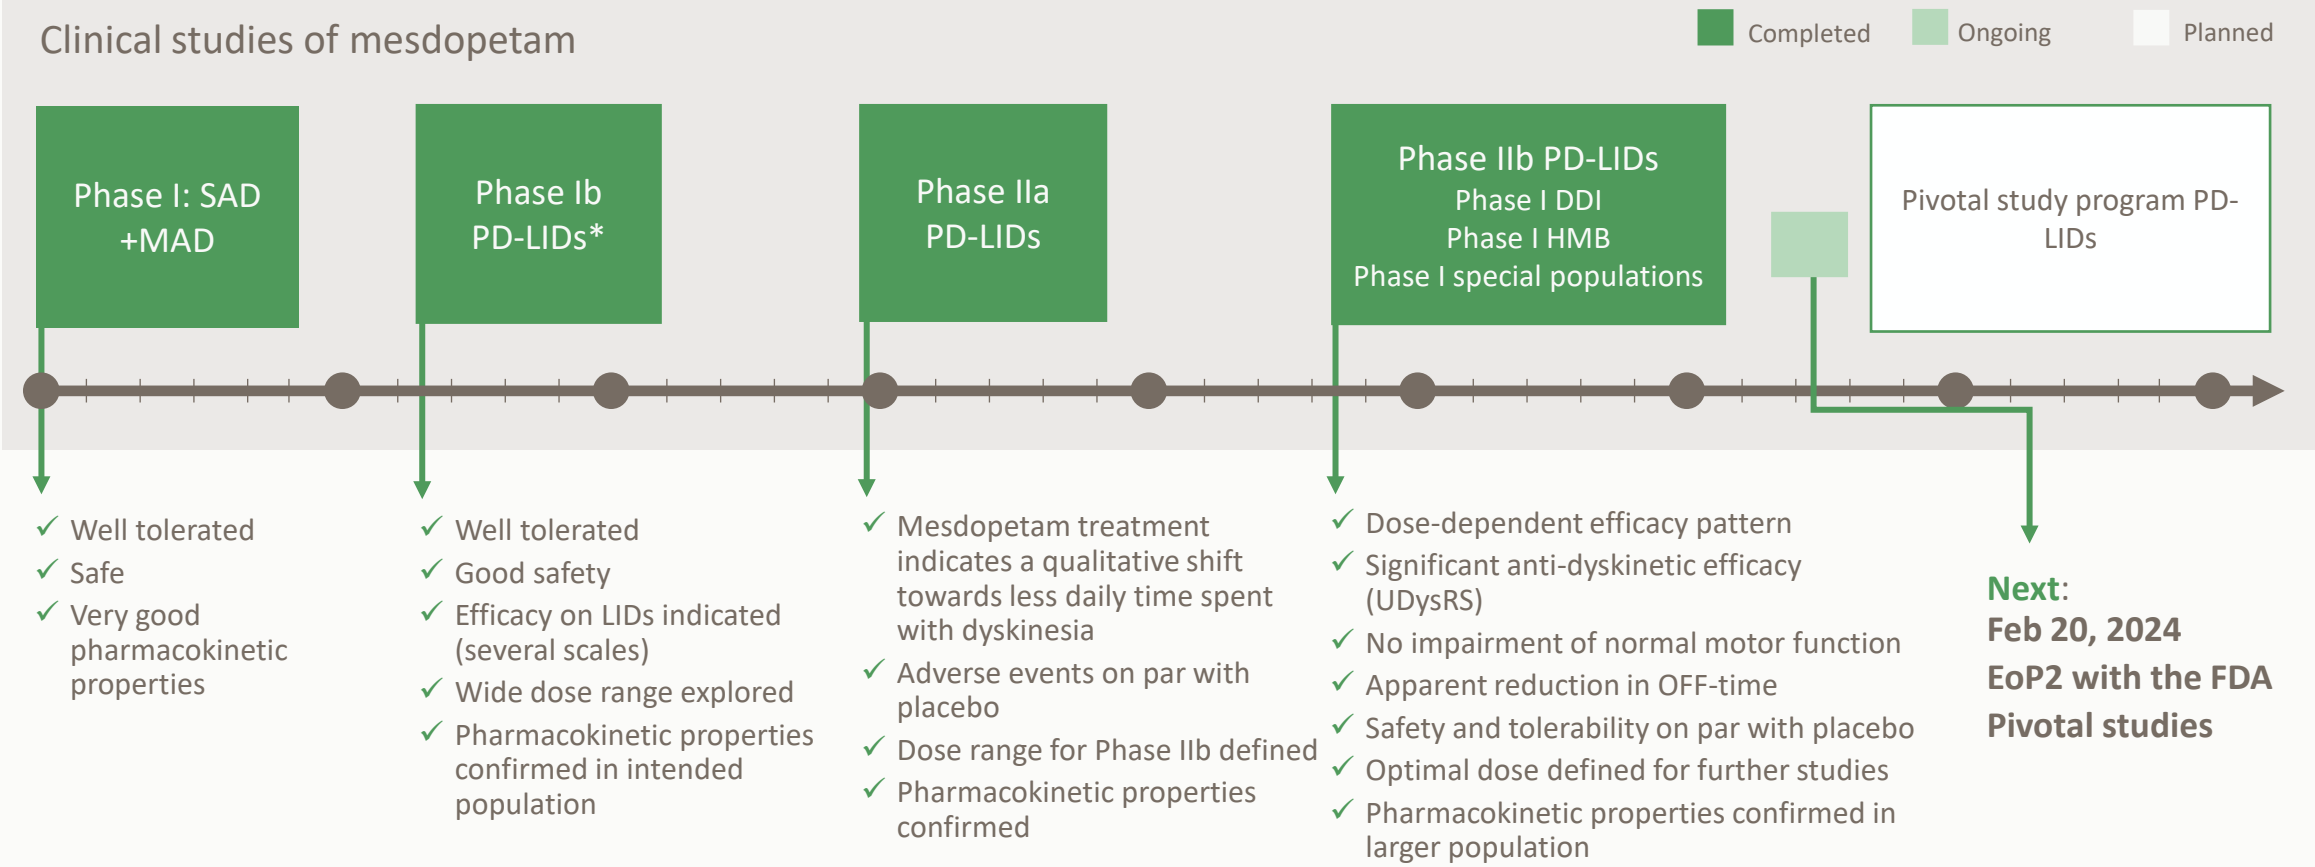 Clinical studies of mesdopetam
Completed
Ongoing
Planned
Phase I: SAD
+MAD
Phase Ib
PD-LIDs*
Phase IIa
PD-LIDs
Phase IIb PD-LIDs
Phase I DDI
Phase I HMB
Phase I special populations
Pivotal study program PD-
LIDs
✓ Well tolerated
✓ Safe
✓ Very good
pharmacokinetic
properties
✓ Well tolerated
✓ Good safety
✓ Efficacy on LIDs indicated
(several scales)
✓ Wide dose range explored
✓ Pharmacokinetic properties
confirmed in intended
population
✓ Mesdopetam treatment
indicates a qualitative shift
towards less daily time spent
with dyskinesia
✓ Adverse events on par with
placebo
✓ Dose range for Phase IIb defined
✓ Pharmacokinetic properties
confirmed
✓ Dose-dependent efficacy pattern
✓ Significant anti-dyskinetic efficacy
(UDysRS)
✓ No impairment of normal motor function
✓ Apparent reduction in OFF-time
✓ Safety and tolerability on par with placebo
✓ Optimal dose defined for further studies
✓ Pharmacokinetic properties confirmed in
larger population
Next:
Feb 20, 2024
EoP2 with the FDA
Pivotal studies